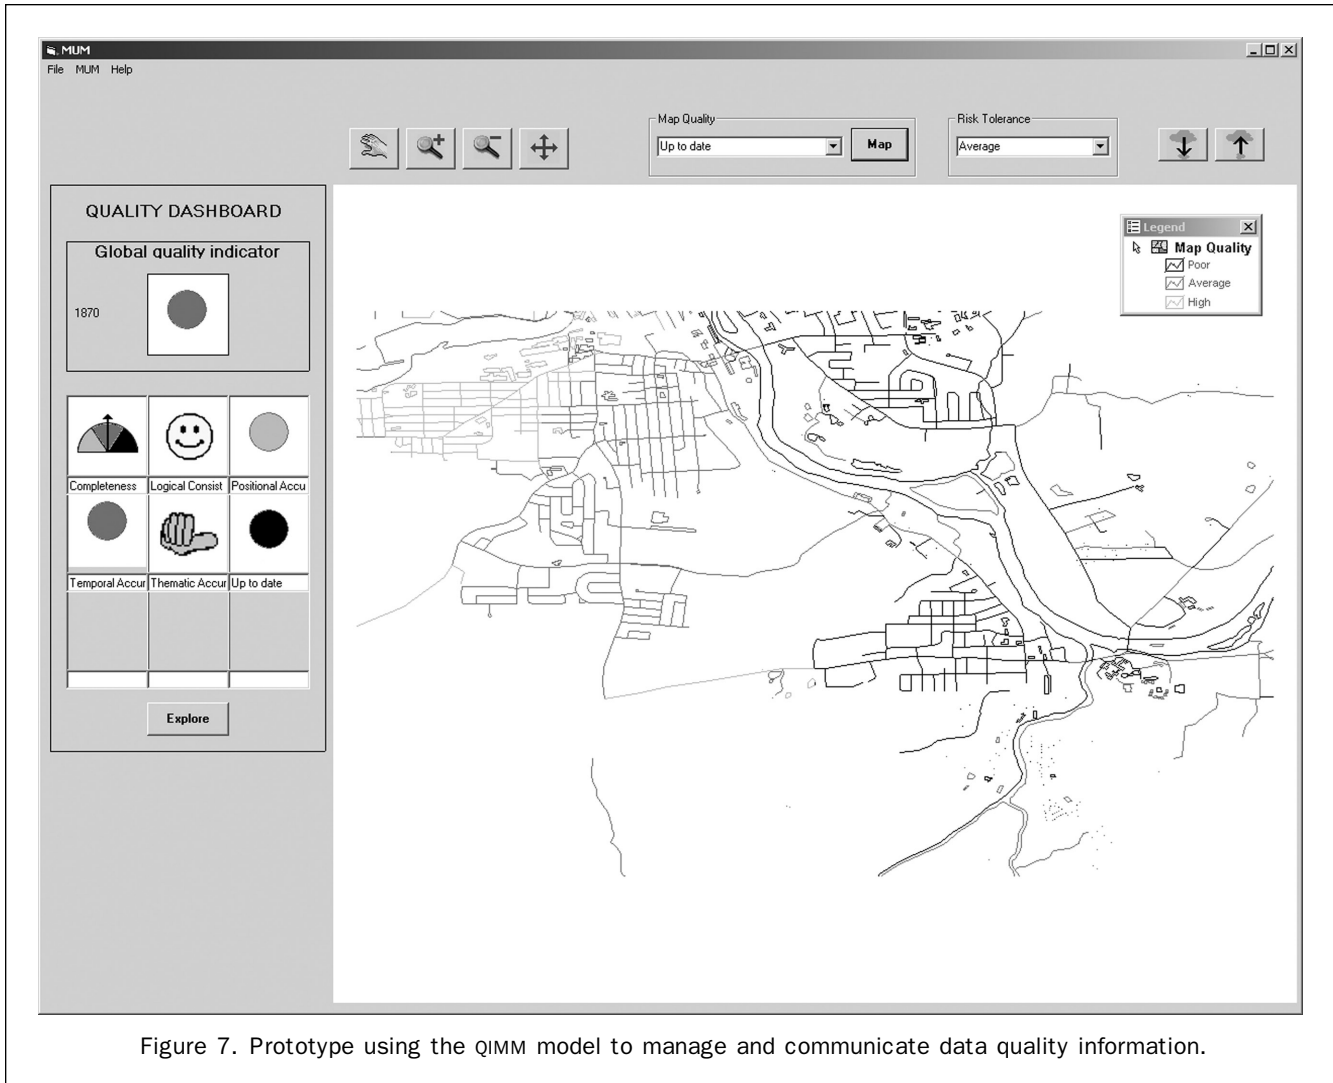 MUM
File MUM Help
Map Quality
Up to date
Map
Risk Tolerance
Average
QUALITY DASHBOARD
Global quality indicator
1870
Legend
Map Quality
Poor
Average
High
Completeness Logical Consist Positional Accu
Temporal Accur Thematic Accur Up to date
Explore
Figure 7. Prototype using the QIMM model to manage and communicate data quality information.